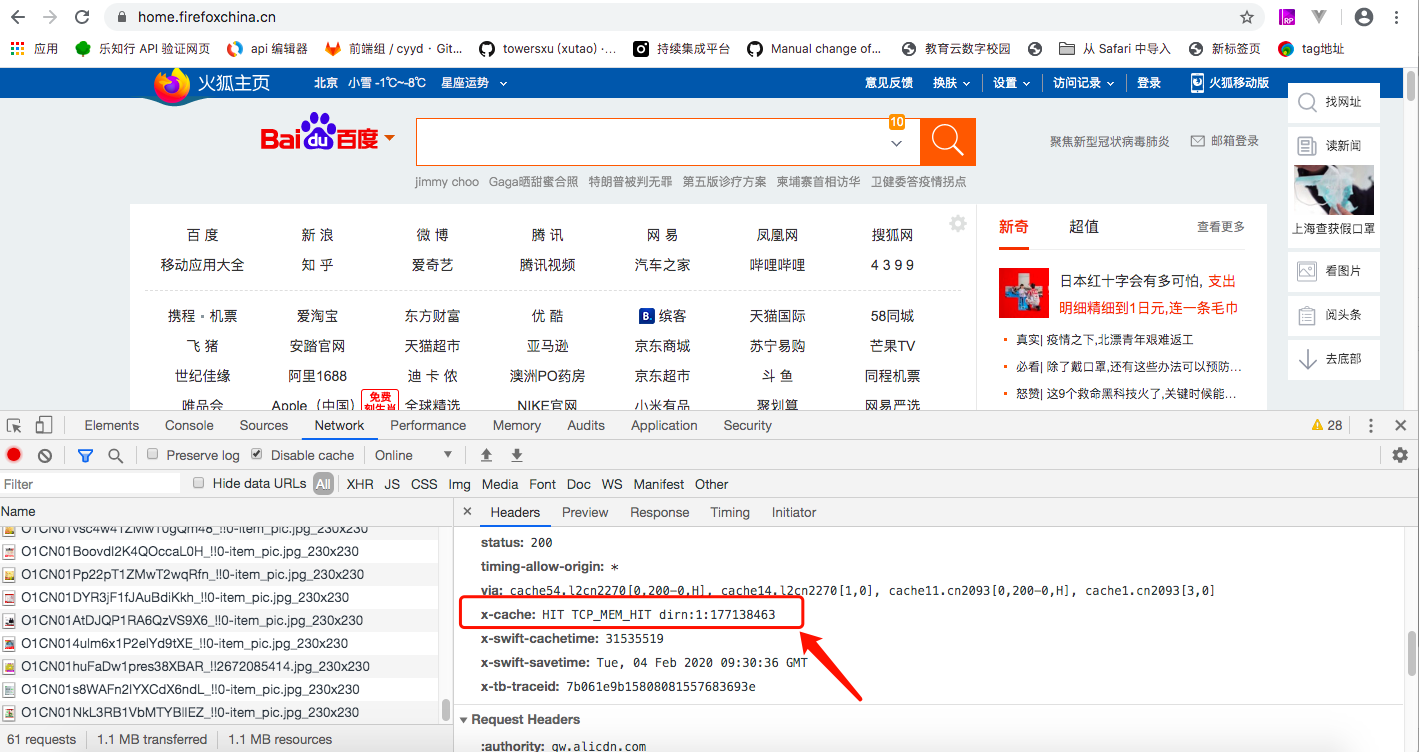 home.firefoxchina.cn
应用 乐知行 API 验证网页 api 编辑器 前端组 / cyyd · Git... towersxu (xutao) ·... 持续集成平台 Manual change of... 教育云数字校园 从 Safari 中导入 新标签页 tag地址
火狐主页 北京 小雪 -1℃~-8℃ 星座运势 意见反馈 换肤 设置 访问记录 登录 火狐移动版
找网址
Bai du 百度 10 聚焦新型冠状病毒肺炎 邮箱登录
读新闻
jimmy choo Gaga晒甜蜜合照 特朗普被判无罪 第五版诊疗方案 柬埔寨首相访华 卫健委答疫情拐点
上海查获假口罩
看图片
阅头条
去底部
百 度 新 浪 微 博 腾 讯 网 易 凤凰网 搜狐网
移动应用大全 知 乎 爱奇艺 腾讯视频 汽车之家 哔哩哔哩 4 3 9 9
携程 • 机票 爱淘宝 东方财富 优 酷 B. 缤客 天猫国际 58同城
飞 猪 安踏官网 天猫超市 亚马逊 京东商城 苏宁易购 芒果TV
世纪佳缘 阿里1688 迪 卡 侬 澳洲PO药房 京东超市 斗 鱼 同程机票
免费
刻生肖
唯品会 Apple（中国） 全球精选 NIKE官网 小米有品 聚划算 网易严选
新奇 超值 查看更多
日本红十字会有多可怕, 支出
明细精细到1日元,连一条毛巾
真实| 疫情之下,北漂青年艰难返工
必看| 除了戴口罩,还有这些办法可以预防...
怒赞| 这9个救命黑科技火了,关键时候能...
Elements Console Sources Network Performance Memory Audits Application Security 28
Preserve log Disable cache Online
Filter Hide data URLs All XHR JS CSS Img Media Font Doc WS Manifest Other
Name
O1CN01vsc4w41ZMwT0gQm48_!!0-item_pic.jpg_230x230
O1CN01BoovdI2K4QOccaL0H_!!0-item_pic.jpg_230x230
O1CN01Pp22pT1ZMwT2wqRfn_!!0-item_pic.jpg_230x230
O1CN01DYR3jF1fJAuBdiKkh_!!0-item_pic.jpg_230x230
O1CN01AtDJQP1RA6QzVS9X6_!!0-item_pic.jpg_230x230
O1CN014ulm6x1P2elYd9tXE_!!0-item_pic.jpg_230x230
O1CN01huFaDw1pres38XBAR_!!2672085414.jpg_230x230
O1CN01s8WAFn2IYXCdX6ndL_!!0-item_pic.jpg_230x230
O1CN01NkL3RB1VbMTYBlIEZ_!!0-item_pic.jpg_230x230
61 requests 1.1 MB transferred 1.1 MB resources
Headers Preview Response Timing Initiator
status: 200
timing-allow-origin: *
via: cache54.l2cn2270[0,200-0,H], cache14.l2cn2270[1,0], cache11.cn2093[0,200-0,H], cache1.cn2093[3,0]
x-cache: HIT TCP_MEM_HIT dirn:1:177138463
x-swift-cachetime: 31535519
x-swift-savetime: Tue, 04 Feb 2020 09:30:36 GMT
x-tb-traceid: 7b061e9b15808081557683693e
Request Headers
:authority: gw.alicdn.com